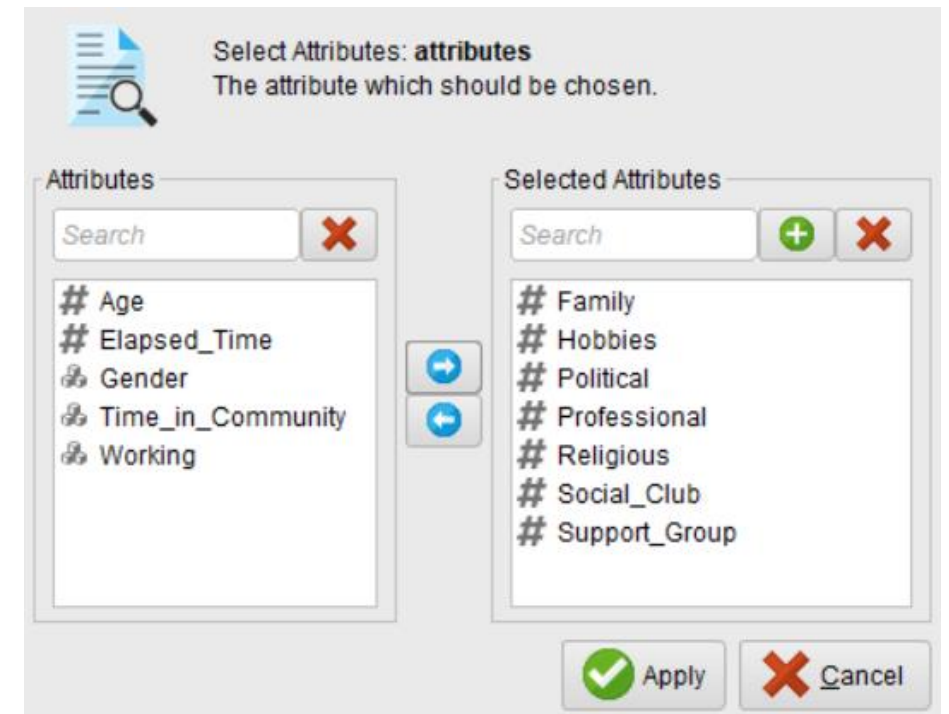 Select Attributes: attributes
The attribute which should be chosen.
Attributes
Search
Age
Elapsed_Time
Gender
Time_in_Community
Working
Selected Attributes
Search
Family
Hobbies
Political
Professional
Religious
Social_Club
Support_Group
Apply
Cancel